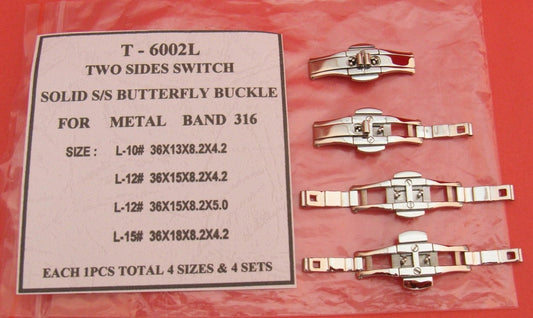 T - 6002L
TWO SIDES SWITCH
SOLID S/S BUTTERFLY BUCKLE
FOR METAL BAND 316
SIZE : L-10# 36X13X8.2X4.2
L-12# 36X15X8.2X4.2
L-12# 36X15X8.2X5.0
L-15# 36X18X8.2X4.2
EACH 1PCS TOTAL 4 SIZES & 4 SETS